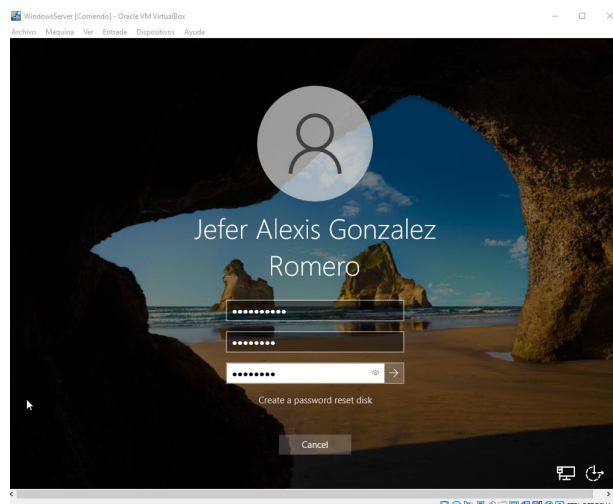 WindowsServer [Corriendo] - Oracle VM VirtualBox
Archivo Máquina Ver Entrada Dispositivos Ayuda
Jefer Alexis Gonzalez
Romero
Create a password reset disk
Cancel